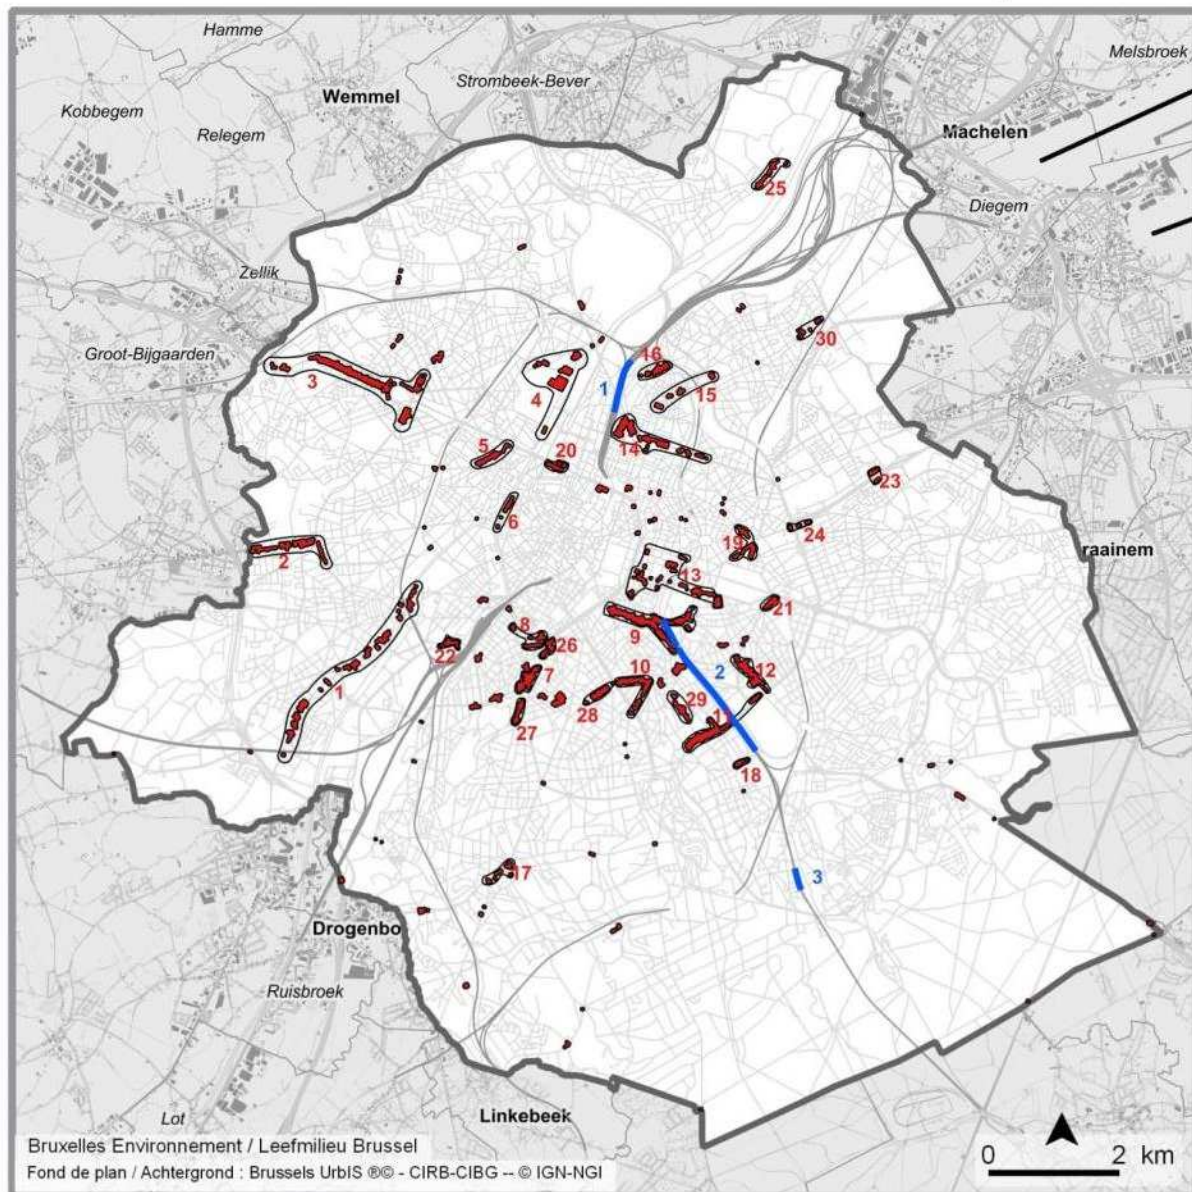 Hamme
Melsbroek
Strombeek-Bever
Wemmel
Kobbegem
Relegem
Machelen
25
Diegem
Zellik
30
Groot-Bijgaarden
16
3
1
4
15
14
5
20
23
6
24
19
2
raainem
13
21
9
8
22
26
12
10
7
2
1
29
28
11
27
18
17
3
Drogenbo
Ruisbroek
Linkebeek
Lot
Bruxelles Environnement / Leefmilieu Brussel
0 2 km
Fond de plan / Achtergrond : Brussels UrbIS ®© - CIRB-CIBG -- © IGN-NGI